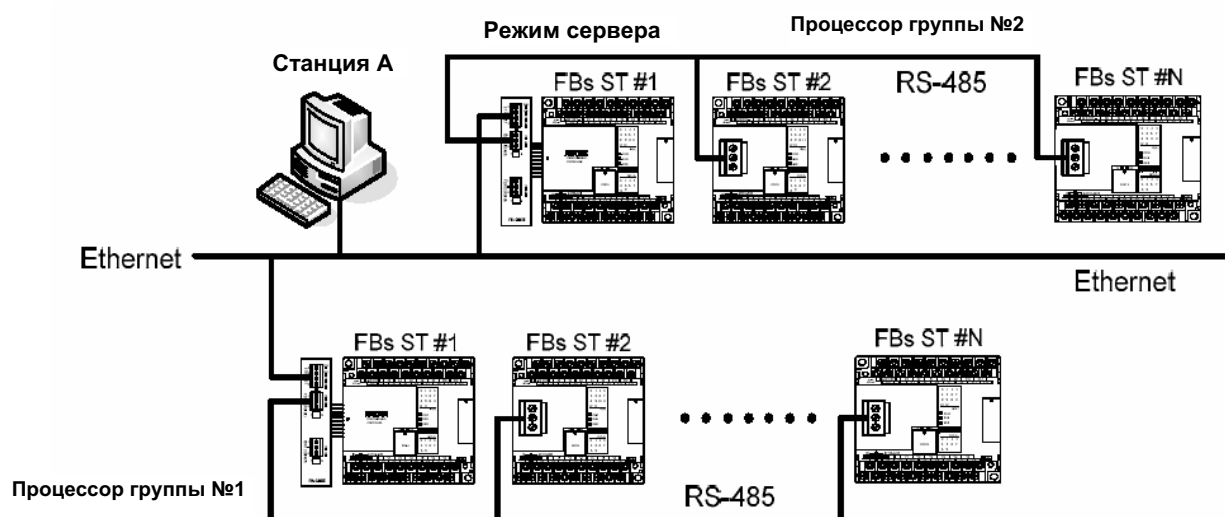 Режим сервера
Процессор группы №2
Станция А
FBs ST #1
FBs ST #2
RS-485
FBs ST #N
Ethernet
Ethernet
FBs ST #1
FBs ST #2
FBs ST #N
Процессор группы №1
RS-485